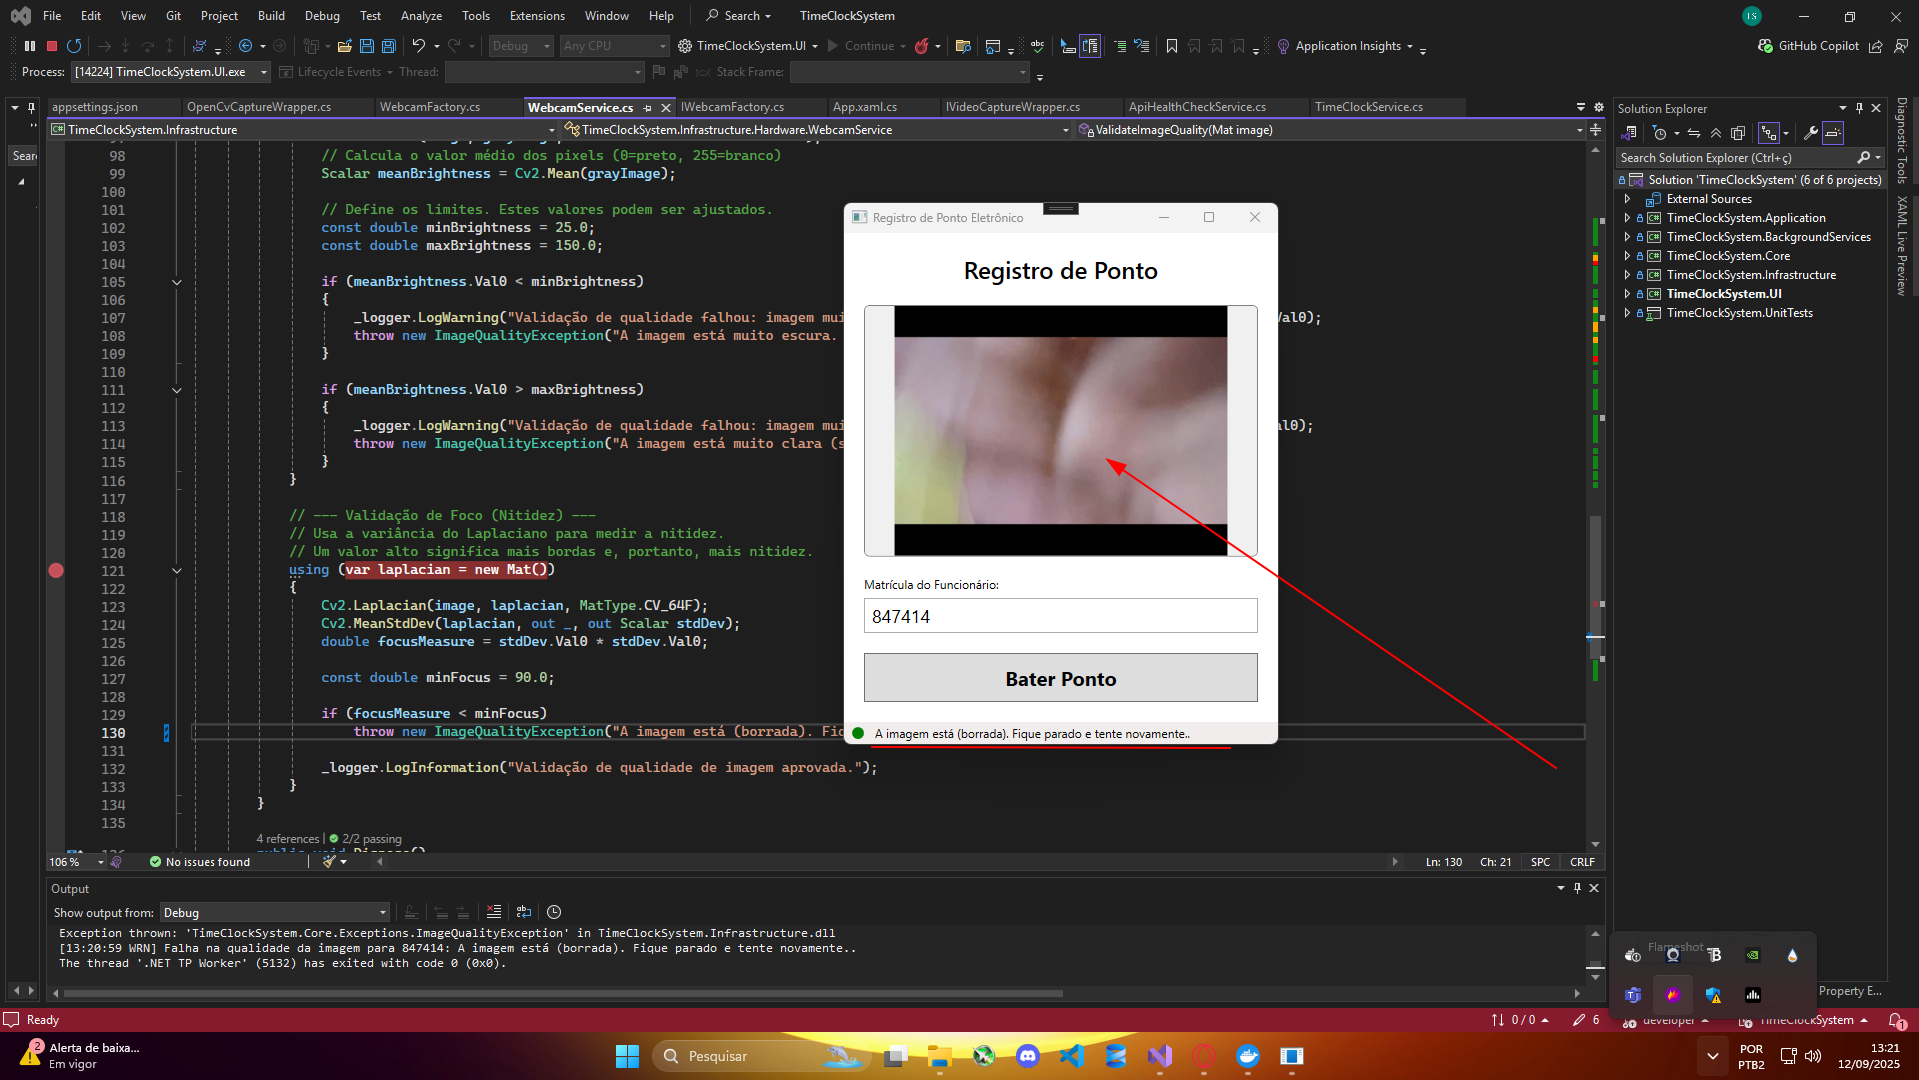 File Edit View Git Project Build Debug Test Analyze Tools Extensions Window Help Search TimeClockSystem IS
Debug Any CPU TimeClockSystem.UI Continue Application Insights GitHub Copilot
Process: [14224] TimeClockSystem.UI.exe Lifecycle Events Thread: Stack Frame:
appsettings.json OpenCvCaptureWrapper.cs WebcamFactory.cs WebcamService.cs IWebcamFactory.cs App.xaml.cs IVideoCaptureWrapper.cs ApiHealthCheckService.cs TimeClockService.cs
TimeClockSystem.Infrastructure TimeClockSystem.Infrastructure.Hardware.WebcamService ValidateImageQuality(Mat image)
Sear
98 // Calcula o valor médio dos pixels (0=preto, 255=branco)
99 Scalar meanBrightness = Cv2.Mean(grayImage);
100
101 // Define os limites. Estes valores podem ser ajustados.
102 const double minBrightness = 25.0;
103 const double maxBrightness = 150.0;
104
105 if (meanBrightness.Val0 < minBrightness)
106 {
107 _logger.LogWarning("Validação de qualidade falhou: imagem mui Val0);
108 throw new ImageQualityException("A imagem está muito escura.
109 }
110
111 if (meanBrightness.Val0 > maxBrightness)
112 {
113 _logger.LogWarning("Validação de qualidade falhou: imagem mui al0);
114 throw new ImageQualityException("A imagem está muito clara (s
115 }
116 }
117
118 // --- Validação de Foco (Nitidez) ---
119 // Usa a variância do Laplaciano para medir a nitidez.
120 // Um valor alto significa mais bordas e, portanto, mais nitidez.
121 using (var laplacian = new Mat())
122 {
123 Cv2.Laplacian(image, laplacian, MatType.CV_64F);
124 Cv2.MeanStdDev(laplacian, out _, out Scalar stdDev);
125 double focusMeasure = stdDev.Val0 * stdDev.Val0;
126
127 const double minFocus = 90.0;
128
129 if (focusMeasure < minFocus)
130 throw new ImageQualityException("A imagem está (borrada). Fic
131
132 _logger.LogInformation("Validação de qualidade de imagem aprovada.");
133 }
134 }
135
4 references | 2/2 passing
106 % No issues found Ln: 130 Ch: 21 SPC CRLF
Registro de Ponto Eletrônico
Registro de Ponto
Matrícula do Funcionário:
847414
Bater Ponto
A imagem está (borrada). Fique parado e tente novamente..
Output
Show output from: Debug
Exception thrown: 'TimeClockSystem.Core.Exceptions.ImageQualityException' in TimeClockSystem.Infrastructure.dll
[13:20:59 WRN] Falha na qualidade da imagem para 847414: A imagem está (borrada). Fique parado e tente novamente..
The thread '.NET TP Worker' (5132) has exited with code 0 (0x0).
Solution Explorer
Search Solution Explorer (Ctrl+ç)
Solution 'TimeClockSystem' (6 of 6 projects)
External Sources
TimeClockSystem.Application
TimeClockSystem.BackgroundServices
TimeClockSystem.Core
TimeClockSystem.Infrastructure
TimeClockSystem.UI
TimeClockSystem.UnitTests
Diagnostic Tools
XAML Live Preview
Flameshot
Property E...
Ready 0 / 0 6 developer TimeClockSystem 1
2 Alerta de baixa...
Em vigor
Pesquisar
POR
PTB2
13:21
12/09/2025